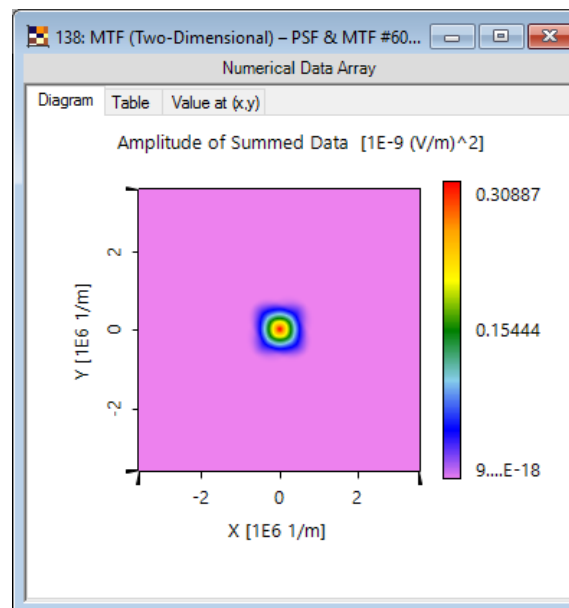 138: MTF (Two-Dimensional) – PSF & MTF #60...
Numerical Data Array
Diagram Table Value at (x,y)
Amplitude of Summed Data [1E-9 (V/m)^2]
0.30887
0.15444
9....E-18
Y [1E6 1/m]
2
0
-2
-2 0 2
X [1E6 1/m]